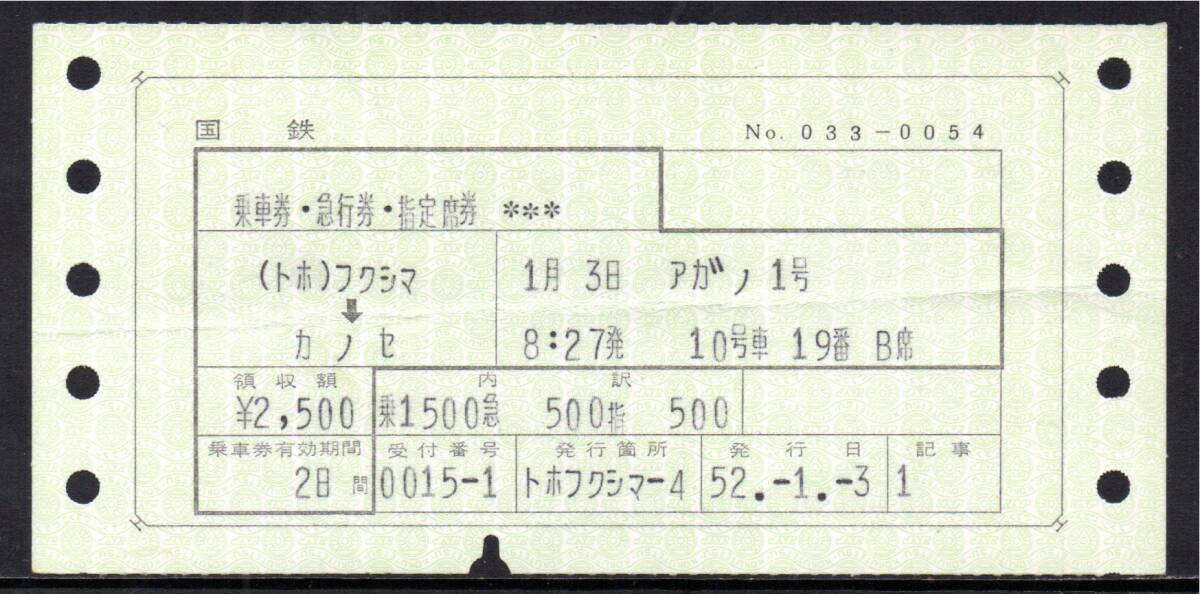 国鉄 No. 033-0054
乗車券・急行券・指定席券 ***
(トホ)フクシマ 1月 3日 アガノ 1号
↓
カノセ 8:27発 10号車 19番 B席
領収額 内訳
¥2,500 乗1500急 500指 500
乗車券有効期間 受付番号 発行箇所 発行日 記事
2日間 0015-1 トホフクシマー4 52.-1.-3 1